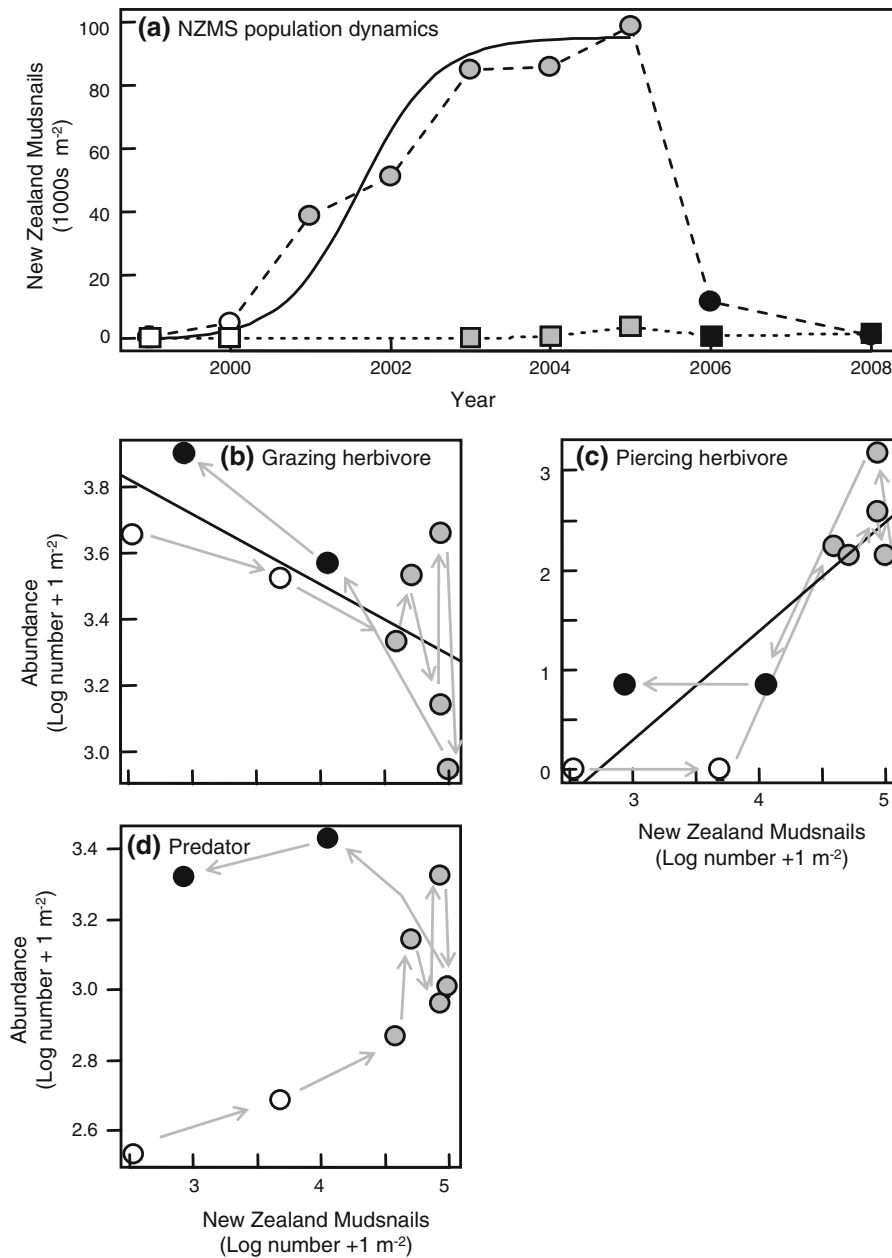 (a) NZMS population dynamics
New Zealand Mudsnails
(1000s m-2)
100
80
60
40
20
0
2000 2002 2004 2006 2008
Year
(b) Grazing herbivore
Abundance
(Log number + 1 m-2)
3.8
3.6
3.4
3.2
3.0
(c) Piercing herbivore
3
2
1
0
3 4 5
New Zealand Mudsnails
(Log number +1 m-2)
(d) Predator
Abundance
(Log number + 1 m-2)
3.4
3.2
3.0
2.8
2.6
3 4 5
New Zealand Mudsnails
(Log number +1 m-2)